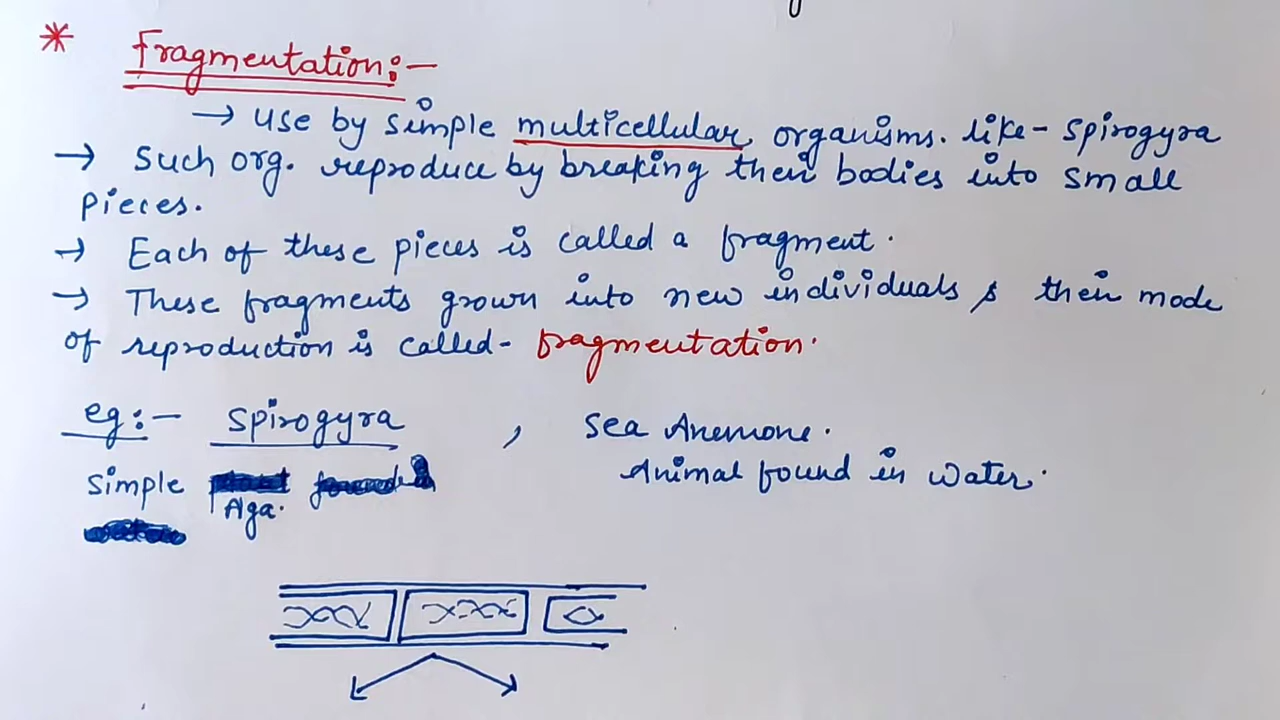 * Fragmentation:-
→ Use by simple multicellular organisms. like- Spirogyra
→ Such org. reproduce by breaking their bodies into small
pieces.
→ Each of these pieces is called a fragment.
→ These fragments grown into new individuals & their mode
of reproduction is called- fragmentation.
eg:- Spirogyra , Sea Anemone.
Simple Animal found in Water.
Aga.